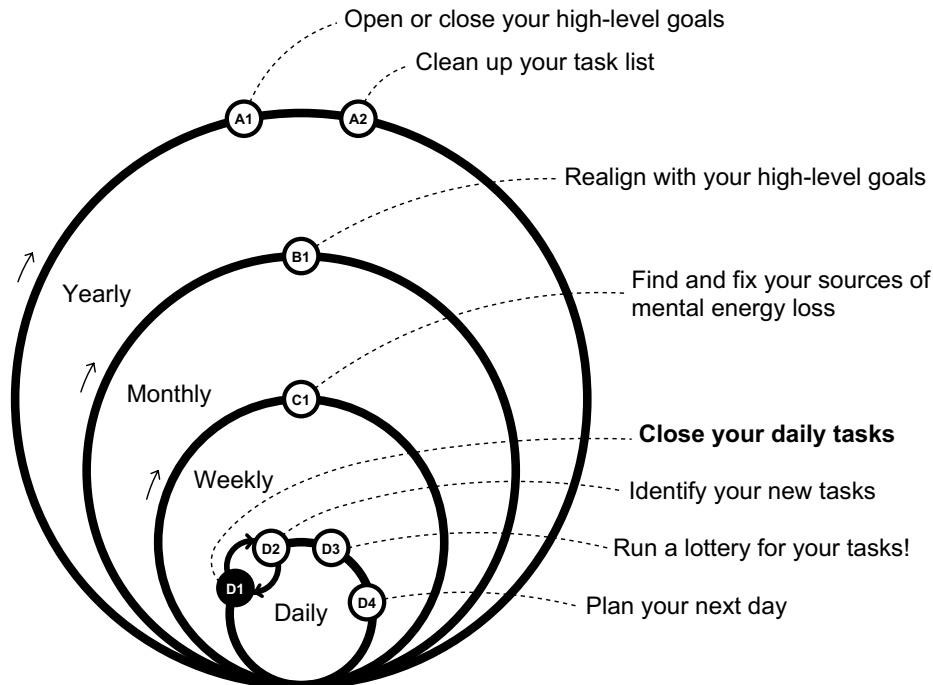 Open or close your high-level goals
Clean up your task list
A1
A2
Realign with your high-level goals
B1
Yearly
Find and fix your sources of
mental energy loss
Monthly
C1
Close your daily tasks
Weekly
Identify your new tasks
D2
D3
Run a lottery for your tasks!
D1
D4
Plan your next day
Daily